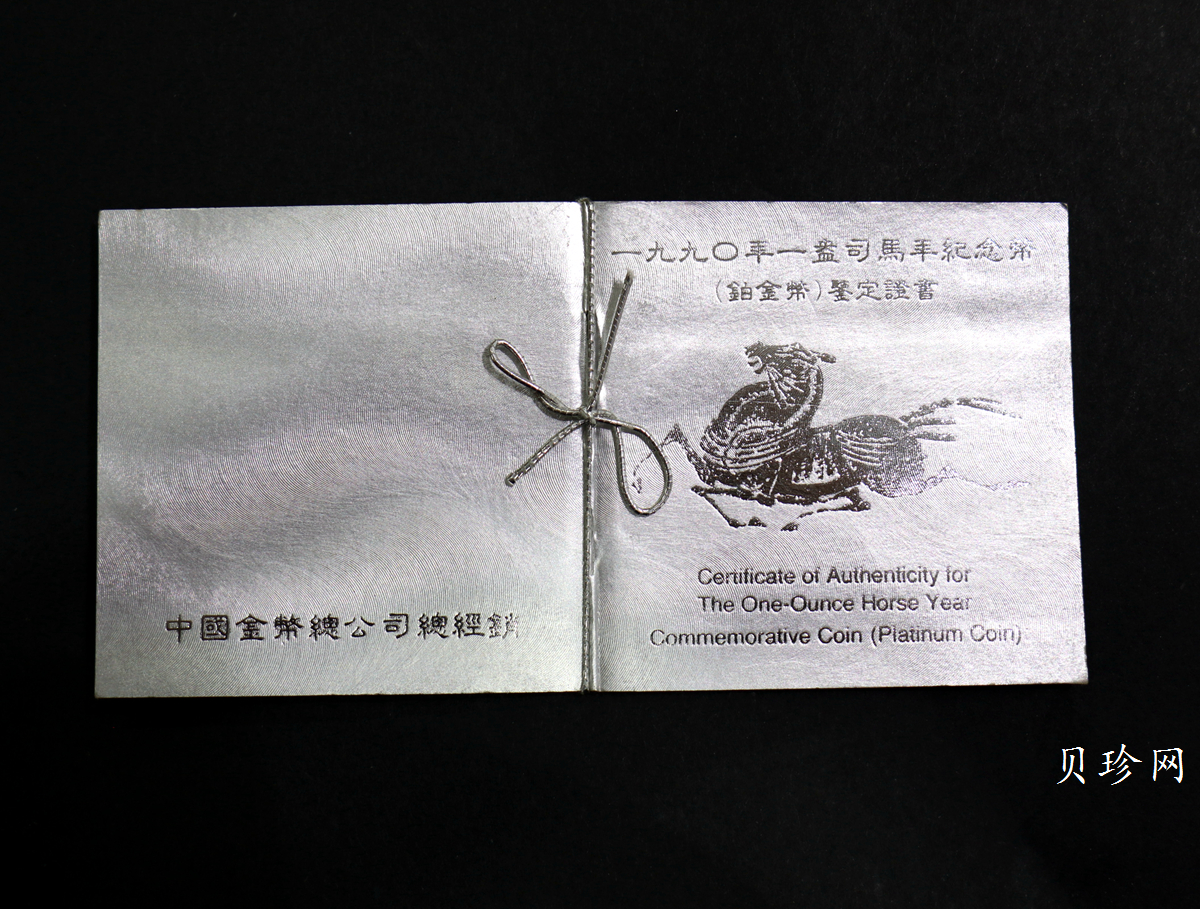 一九九〇年一盎司馬年紀念幣
(鉑金幣)鑒定證書
Certificate of Authenticity for
The One-Ounce Horse Year
Commemorative Coin (Platinum Coin)
中國金幣總公司總經銷
贝珍网